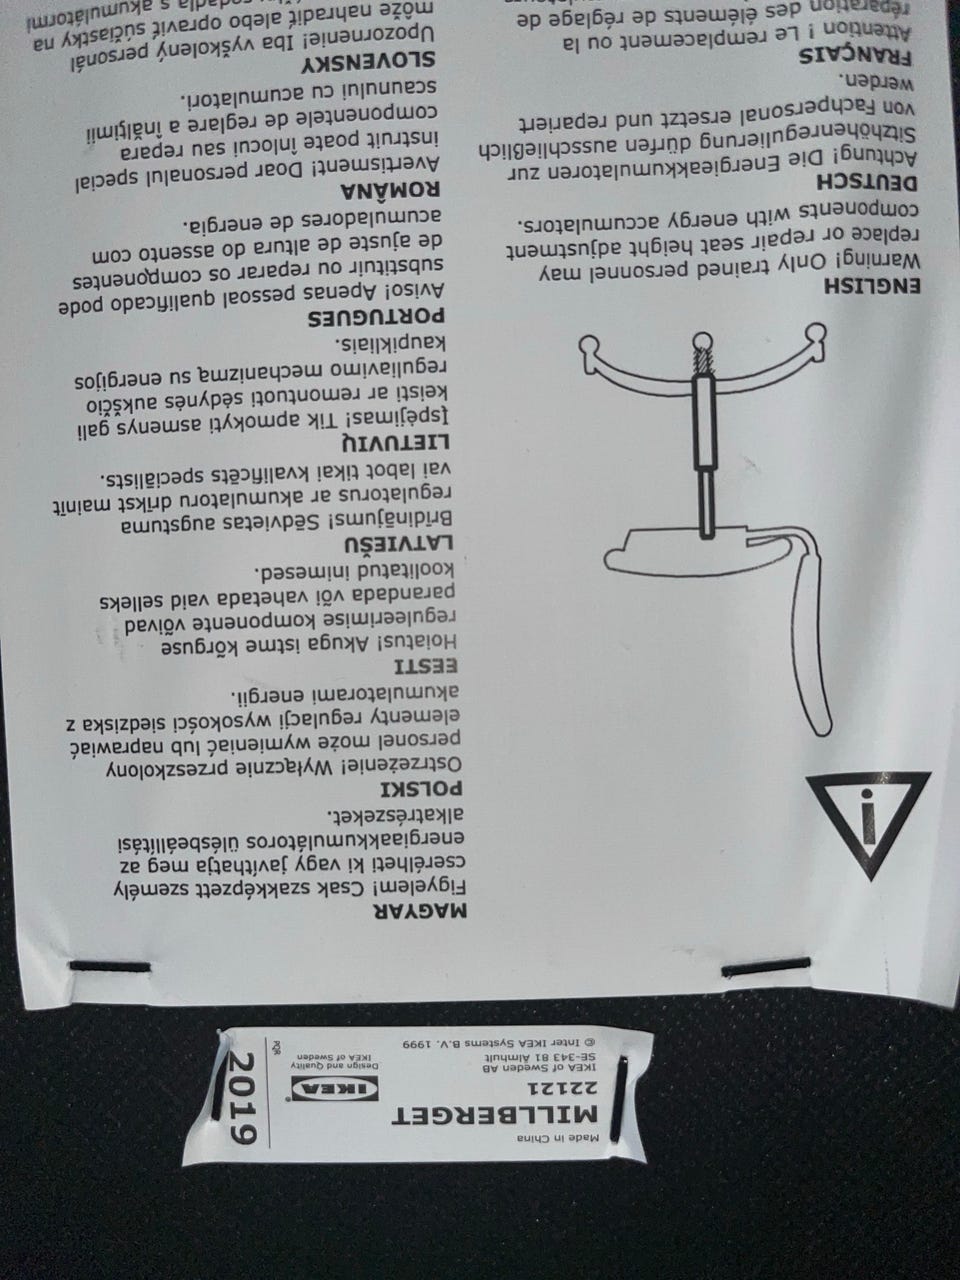 Made in China
MILLBERGET
22121
IKEA of Sweden AB
SE-343 81 Älmhult
© Inter IKEA Systems B.V. 1999
IKEA®
Design and Quality
IKEA of Sweden
2019
PQR
i
ENGLISH
Warning! Only trained personnel may
replace or repair seat height adjustment
components with energy accumulators.
DEUTSCH
Achtung! Die Energieakkumulatoren zur
Sitzhöhenregulierung dürfen ausschließlich
von Fachpersonal ersetzt und repariert
werden.
FRANÇAIS
Attention ! Le remplacement ou la
réparation des éléments de réglage de
MAGYAR
Figyelem! Csak szakképzett személy
cserélheti ki vagy javíthatja meg az
energiaakkumulátoros ülésbeállítási
alkatrészeket.
POLSKI
Ostrzeżenie! Wyłącznie przeszkolony
personel może wymieniać lub naprawiać
elementy regulacji wysokości siedziska z
akumulatorami energii.
EESTI
Hoiatus! Akuga istme kõrguse
reguleerimise komponente võivad
parandada või vahetada vaid selleks
koolitatud inimesed.
LATVIEŠU
Brīdinājums! Sēdvietas augstuma
regulatorus ar akumulatoru drīkst mainīt
vai labot tikai kvalificēts speciālists.
LIETUVIŲ
Įspėjimas! Tik apmokyti asmenys gali
keisti ar remontuoti sėdynės aukščio
reguliavimo mechanizmą su energijos
kaupikliais.
PORTUGUES
Aviso! Apenas pessoal qualificado pode
substituir ou reparar os componentes
de ajuste de altura do assento com
acumuladores de energia.
ROMÂNA
Avertisment! Doar personalul special
instruit poate înlocui sau repara
componentele de reglare a înălţimii
scaunului cu acumulatori.
SLOVENSKY
Upozornenie! Iba vyškolený personál
môže nahradiť alebo opraviť súčiastky na
sedadla s akumulátormi